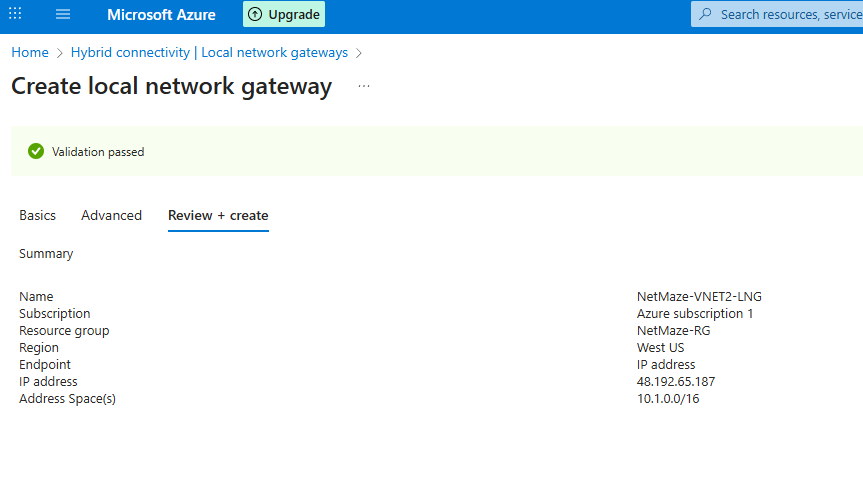 Microsoft Azure Upgrade Search resources, service
Home > Hybrid connectivity | Local network gateways >
Create local network gateway ...
Validation passed
Basics Advanced Review + create
Summary
Name NetMaze-VNET2-LNG
Subscription Azure subscription 1
Resource group NetMaze-RG
Region West US
Endpoint IP address
IP address 48.192.65.187
Address Space(s) 10.1.0.0/16